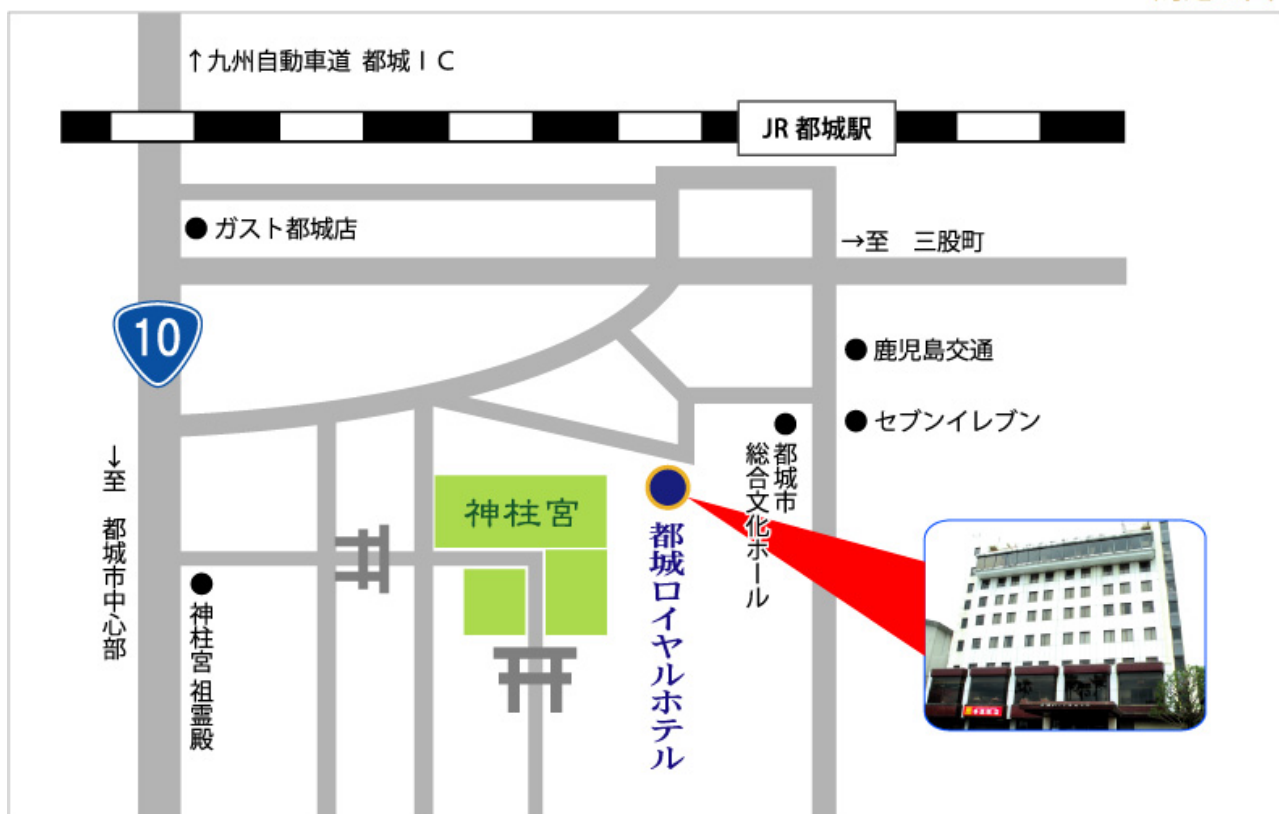 ↑九州自動車道 都城IC
JR 都城駅
ガスト都城店
→至 三股町
10
鹿児島交通
セブンイレブン
↓至 都城市中心部
神柱宮
都城市
総合文化ホール
都城ロイヤルホテル
神柱宮 祖霊殿